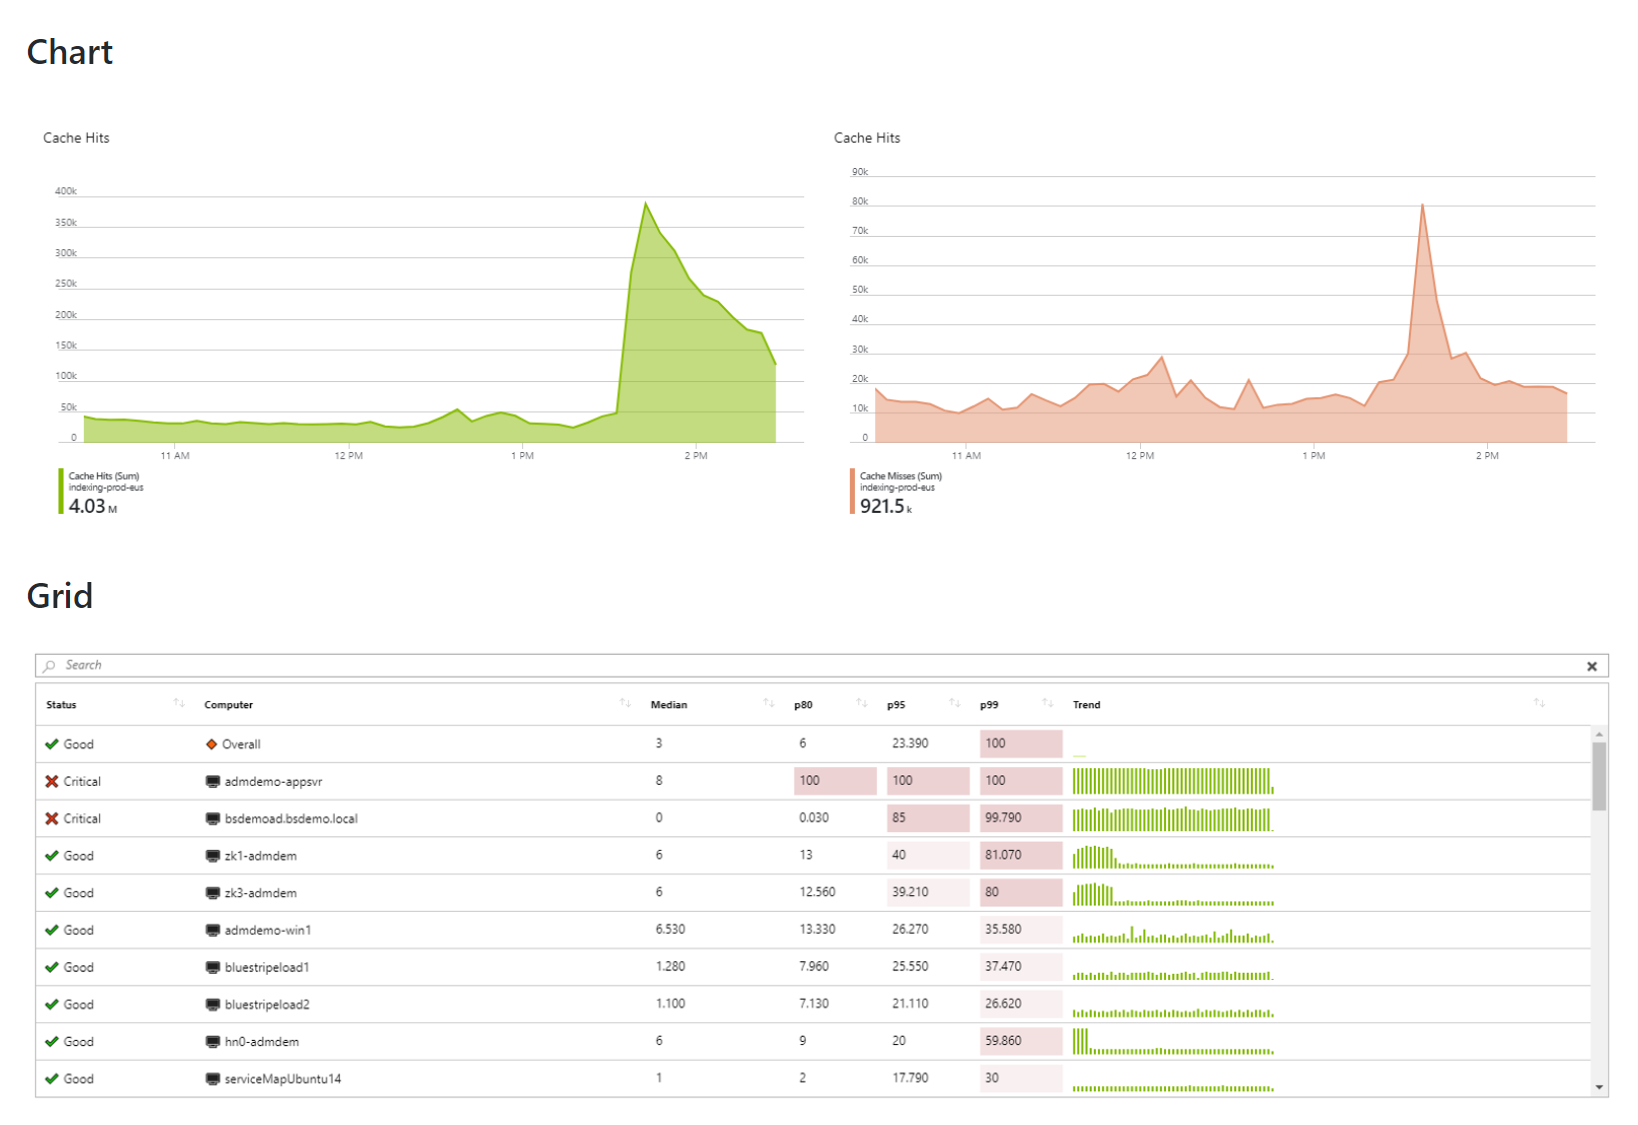 Chart
Cache Hits
400k
350k
300k
250k
200k
150k
100k
50k
0
11 AM 12 PM 1 PM 2 PM
Cache Hits (Sum)
indexing-prod-eus
4.03 M
Cache Hits
90k
80k
70k
60k
50k
40k
30k
20k
10k
0
11 AM 12 PM 1 PM 2 PM
Cache Misses (Sum)
indexing-prod-eus
921.5 k
Grid
Search
Status Computer Median p80 p95 p99 Trend
Good Overall 3 6 23.390 100
Critical admdemo-appsvr 8 100 100 100
Critical bsdemoad.bsdemo.local 0 0.030 85 99.790
Good zk1-admdem 6 13 40 81.070
Good zk3-admdem 6 12.560 39.210 80
Good admdemo-win1 6.530 13.330 26.270 35.580
Good bluestripeload1 1.280 7.960 25.550 37.470
Good bluestripeload2 1.100 7.130 21.110 26.620
Good hn0-admdem 6 9 20 59.860
Good serviceMapUbuntu14 1 2 17.790 30